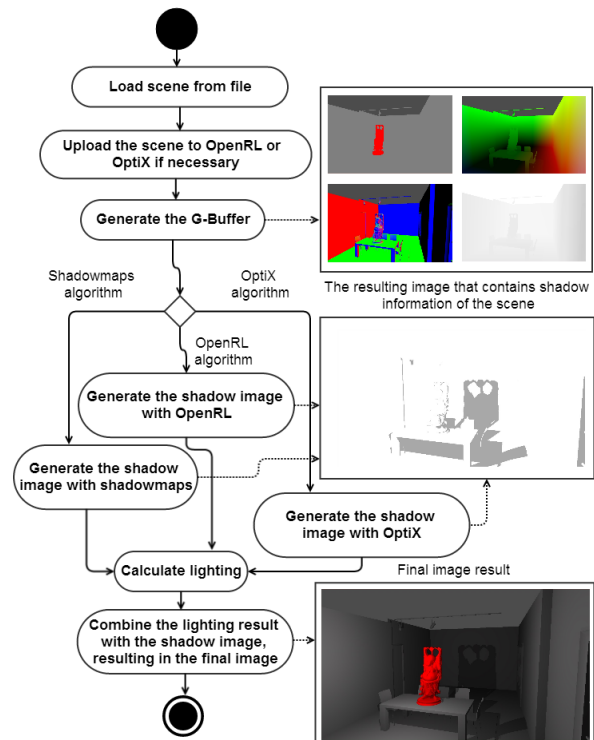 Load scene from file
Upload the scene to OpenRL or
OptiX if necessary
Generate the G-Buffer
The resulting image that contains shadow
information of the scene
Shadowmaps
algorithm
OptiX
algorithm
OpenRL
algorithm
Generate the shadow image
with OpenRL
Generate the shadow
image with shadowmaps
Generate the shadow
image with OptiX
Calculate lighting
Final image result
Combine the lighting result
with the shadow image,
resulting in the final image